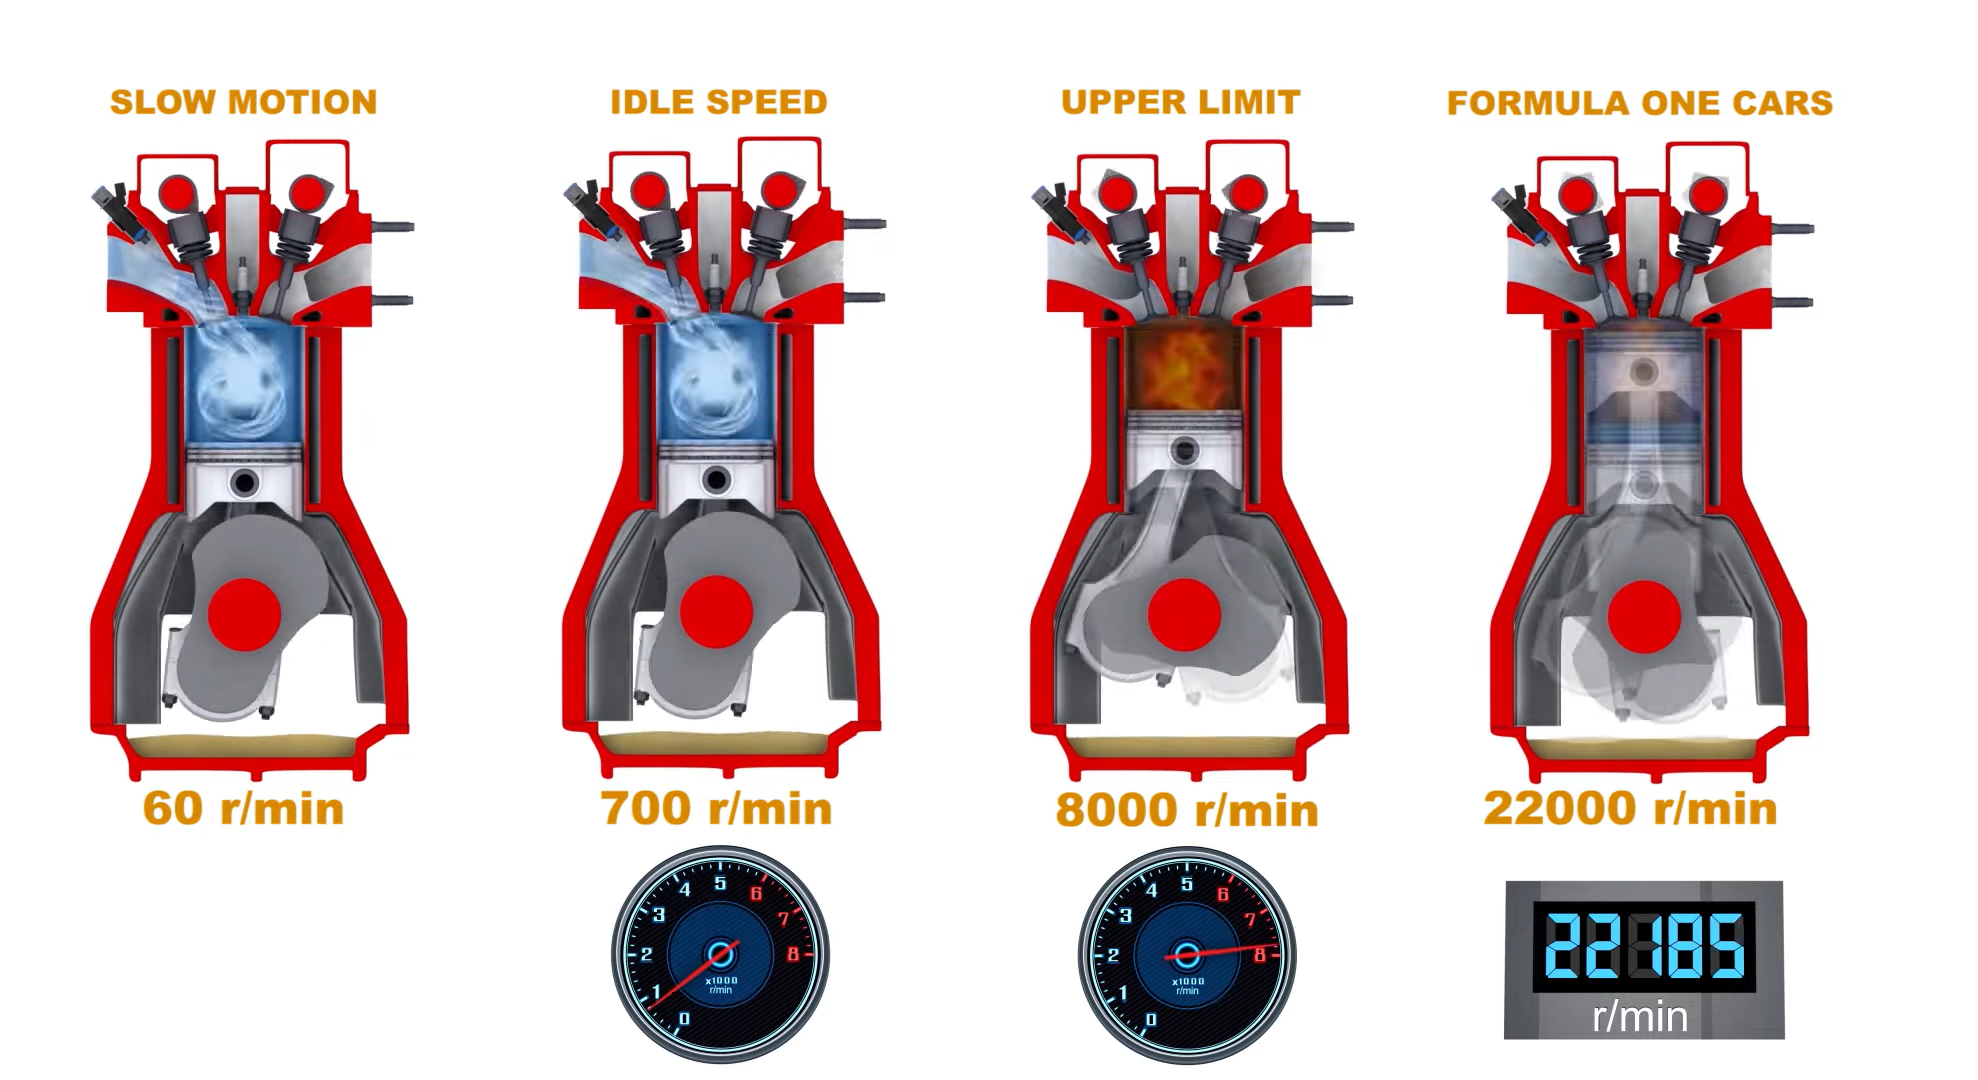 SLOW MOTION
IDLE SPEED
UPPER LIMIT
FORMULA ONE CARS
60 r/min
700 r/min
8000 r/min
22000 r/min
0 1 2 3 4 5 6 7 8
x1000
r/min
0 1 2 3 4 5 6 7 8
x1000
r/min
22185
r/min